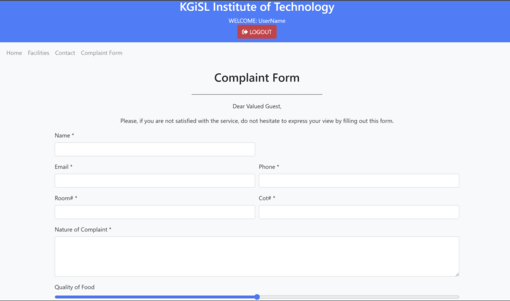 KGiSL Institute of Technology
WELCOME: UserName
LOGOUT
Home Facilities Contact Complaint Form
Complaint Form
Dear Valued Guest,
Please, if you are not satisfied with the service, do not hesitate to express your view by filling out this form.
Name *
Email * Phone *
Room# * Cot# *
Nature of Complaint *
Quality of Food